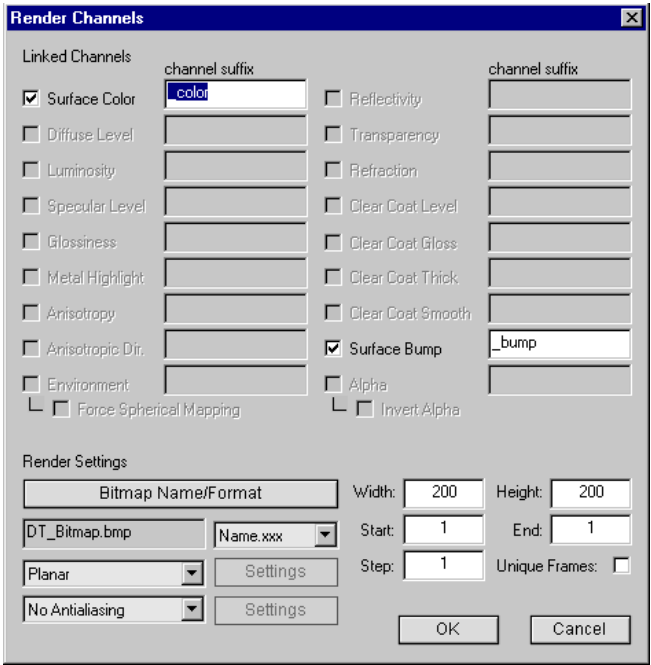 Render Channels
Linked Channels
channel suffix channel suffix
Surface Color _color Reflectivity
Diffuse Level Transparency
Luminosity Refraction
Specular Level Clear Coat Level
Glossiness Clear Coat Gloss
Metal Highlight Clear Coat Thick
Anisotropy Clear Coat Smooth
Anisotropic Dir. Surface Bump _bump
Environment Alpha
Force Spherical Mapping Invert Alpha
Render Settings
Bitmap Name/Format Width: 200 Height: 200
DT_Bitmap.bmp Name.xxx Start: 1 End: 1
Planar Settings Step: 1 Unique Frames:
No Antialiasing Settings
OK Cancel